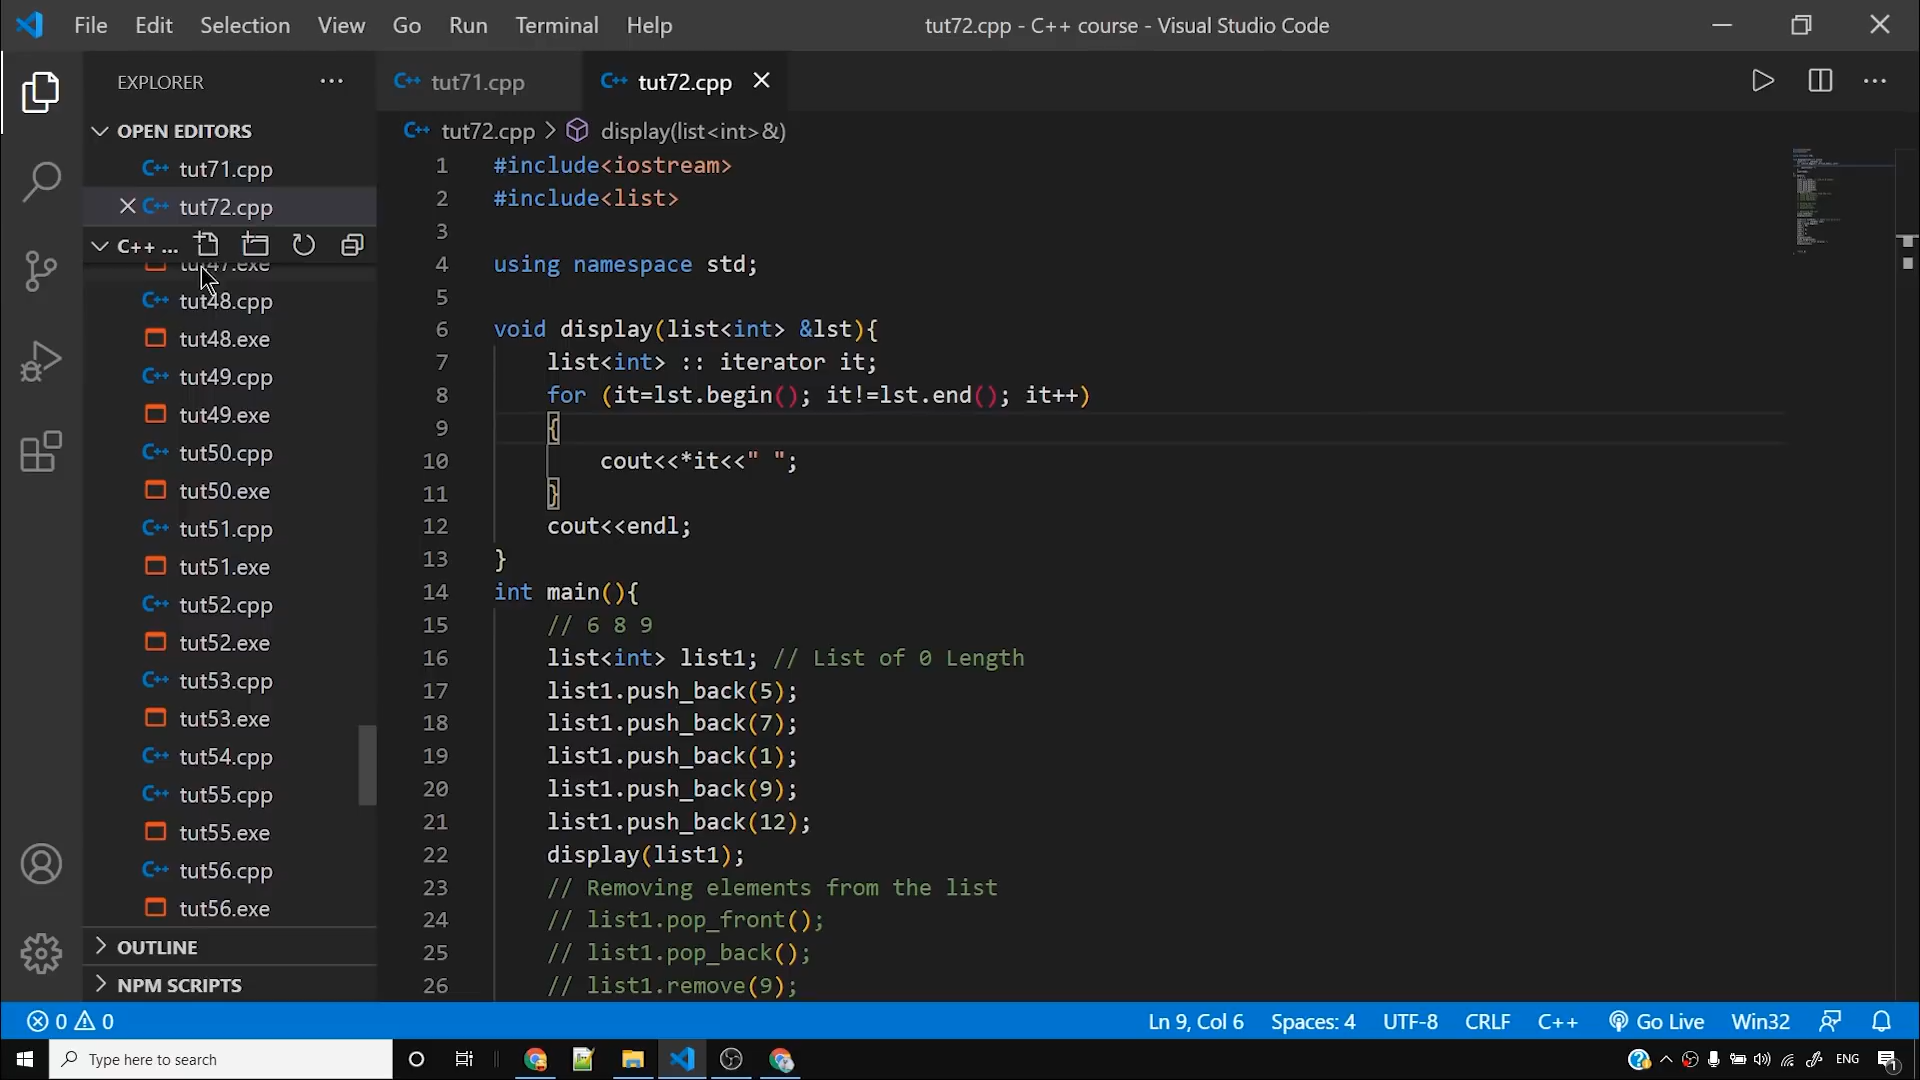 File Edit Selection View Go Run Terminal Help
tut72.cpp - C++ course - Visual Studio Code
EXPLORER
OPEN EDITORS
tut71.cpp
tut72.cpp
C++ ...
tut47.exe
tut48.cpp
tut48.exe
tut49.cpp
tut49.exe
tut50.cpp
tut50.exe
tut51.cpp
tut51.exe
tut52.cpp
tut52.exe
tut53.cpp
tut53.exe
tut54.cpp
tut55.cpp
tut55.exe
tut56.cpp
tut56.exe
OUTLINE
NPM SCRIPTS
C++ tut71.cpp
C++ tut72.cpp
C++ tut72.cpp > display(list<int>&)
1 #include<iostream>
2 #include<list>
3
4 using namespace std;
5
6 void display(list<int> &lst){
7 list<int> :: iterator it;
8 for (it=lst.begin(); it!=lst.end(); it++)
9 {
10 cout<<*it<<" ";
11 }
12 cout<<endl;
13 }
14 int main(){
15 // 6 8 9
16 list<int> list1; // List of 0 Length
17 list1.push_back(5);
18 list1.push_back(7);
19 list1.push_back(1);
20 list1.push_back(9);
21 list1.push_back(12);
22 display(list1);
23 // Removing elements from the list
24 // list1.pop_front();
25 // list1.pop_back();
26 // list1.remove(9);
0 0
Ln 9, Col 6 Spaces: 4 UTF-8 CRLF C++ Go Live Win32
Type here to search
ENG
1